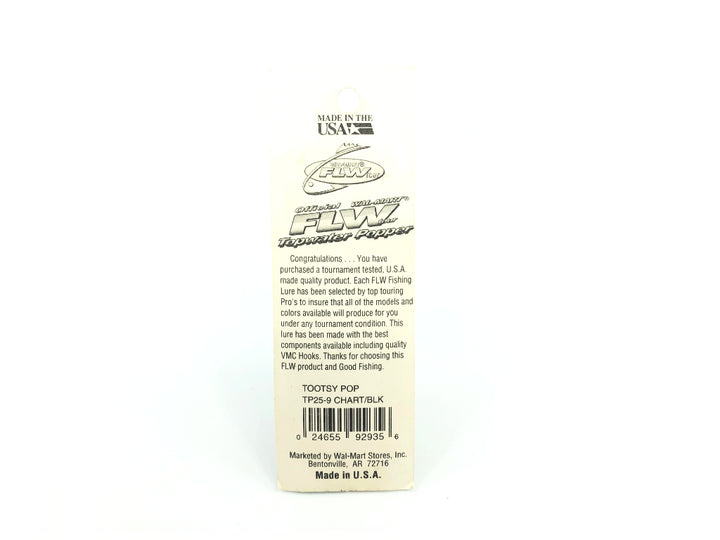 MADE IN THE
USA
WAL-MART®
FLW
TOUR
Official WAL-MART®
FLW
Tour
Topwater Popper
Congratulations . . . You have
purchased a tournament tested, U.S.A.
made quality product. Each FLW Fishing
Lure has been selected by top touring
Pro's to insure that all of the models and
colors available will produce for you
under any tournament condition. This
lure has been made with the best
components available including quality
VMC Hooks. Thanks for choosing this
FLW product and Good Fishing.
TOOTSY POP
TP25-9 CHART/BLK
0 24655 92935 6
Marketed by Wal-Mart Stores, Inc.
Bentonville, AR 72716
Made in U.S.A.